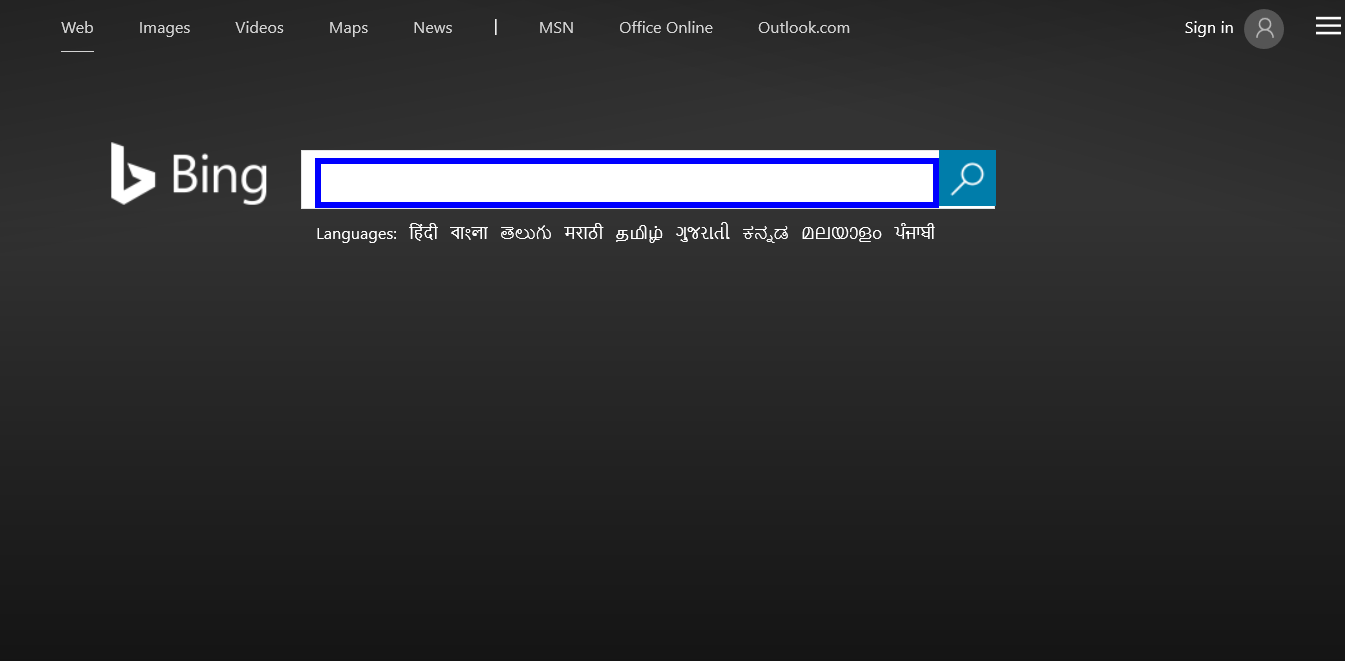 Web Images Videos Maps News | MSN Office Online Outlook.com Sign in
Bing
Languages: हिंदी বাংলা తెలుగు मराठी தமிழ் ગુજરાતી ಕನ್ನಡ മലയാളം ਪੰਜਾਬੀ